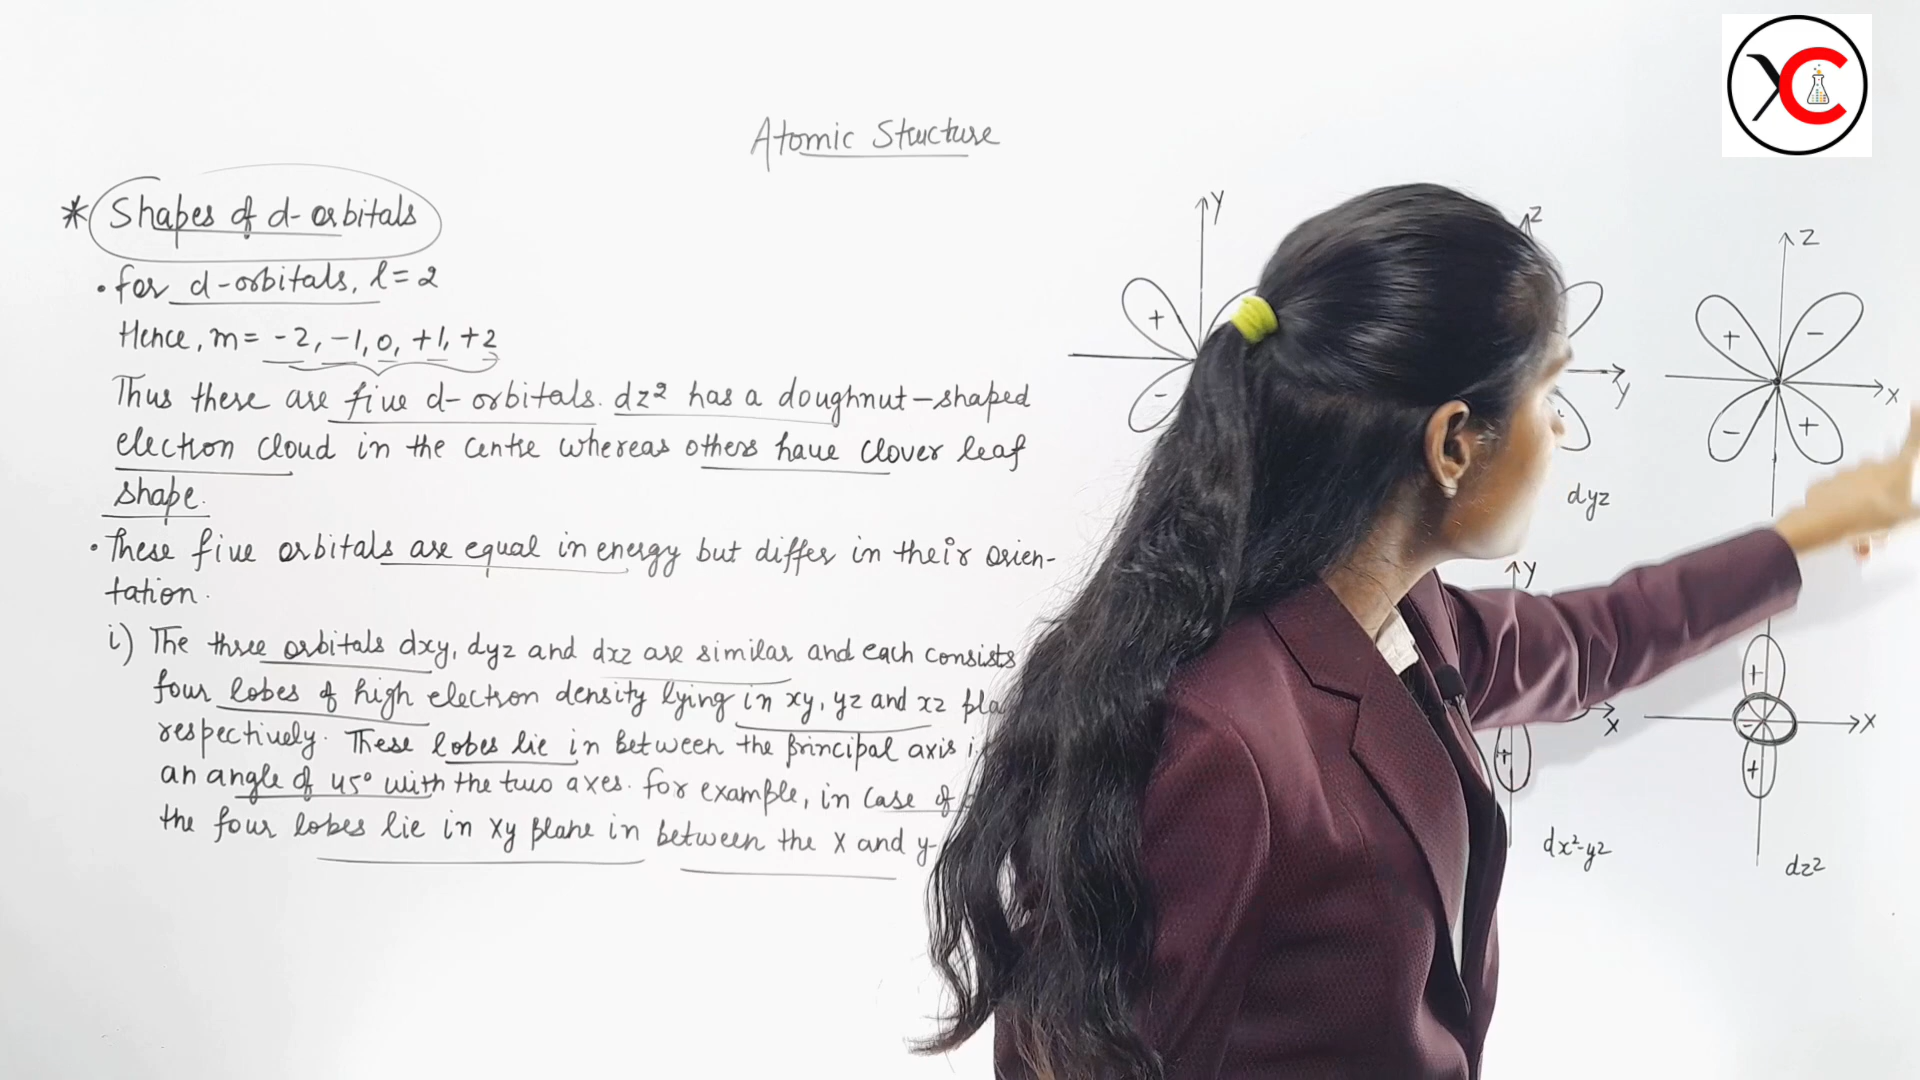 Atomic Structure
* Shapes of d-orbitals
• For d-orbitals, l = 2
Hence, m = -2, -1, 0, +1, +2
Thus there are five d-orbitals. dz² has a doughnut-shaped
electron cloud in the centre whereas others have clover leaf
shape.
• These five orbitals are equal in energy but differ in their orien-
tation.
i) The three orbitals dxy, dyz and dxz are similar and each consists
four lobes of high electron density lying in xy, yz and xz
respectively. These lobes lie in between the principal axis
an angle of 45° with the two axes. For example, in case of
the four lobes lie in xy plane in between the x and y-
Y
+
-
Z
Y
dyz
Z
+ -
X
- +
Y
X
+
dx²-y2
+
-
X
+
dz2
XC